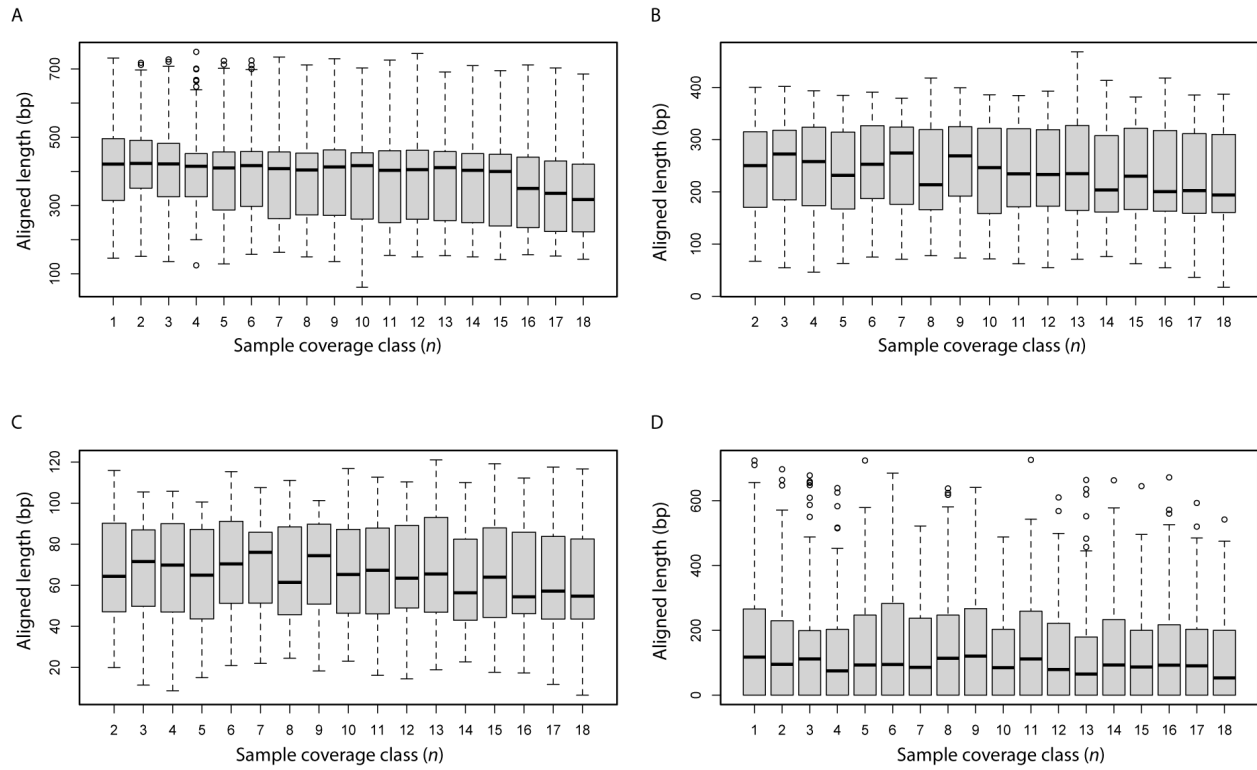 A
Aligned length (bp)
700
500
300
100
1 2 3 4 5 6 7 8 9 10 11 12 13 14 15 16 17 18
Sample coverage class (n)
B
Aligned length (bp)
400
300
200
100
0
2 3 4 5 6 7 8 9 10 11 12 13 14 15 16 17 18
Sample coverage class (n)
C
Aligned length (bp)
120
100
80
60
40
20
2 3 4 5 6 7 8 9 10 11 12 13 14 15 16 17 18
Sample coverage class (n)
D
Aligned length (bp)
600
400
200
0
1 2 3 4 5 6 7 8 9 10 11 12 13 14 15 16 17 18
Sample coverage class (n)